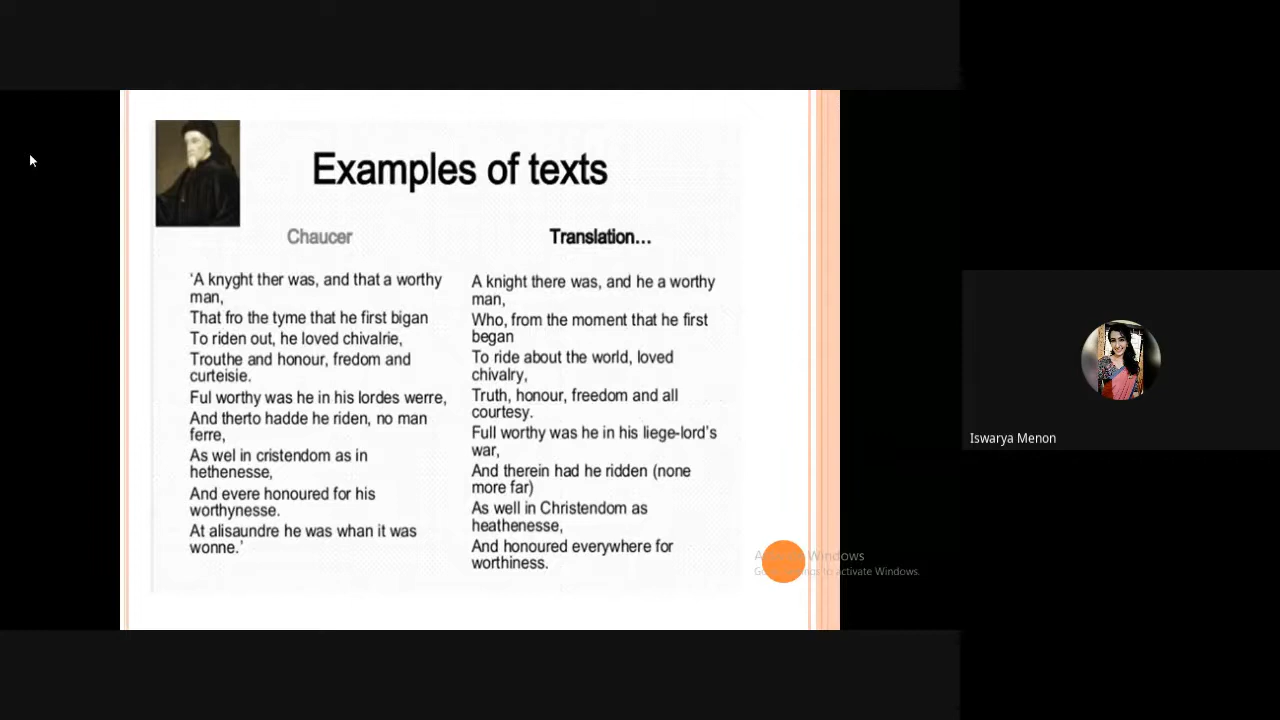 Examples of texts
Chaucer
'A knyght ther was, and that a worthy
man,
That fro the tyme that he first bigan
To riden out, he loved chivalrie,
Trouthe and honour, fredom and
curteisie.
Ful worthy was he in his lordes werre,
And therto hadde he riden, no man
ferre,
As wel in cristendom as in
hethenesse,
And evere honoured for his
worthynesse.
At alisaundre he was whan it was
wonne.'
Translation...
A knight there was, and he a worthy
man,
Who, from the moment that he first
began
To ride about the world, loved
chivalry,
Truth, honour, freedom and all
courtesy.
Full worthy was he in his liege-lord's
war,
And therein had he ridden (none
more far)
As well in Christendom as
heathenesse,
And honoured everywhere for
worthiness.
Windows
to activate Windows.
Iswarya Menon